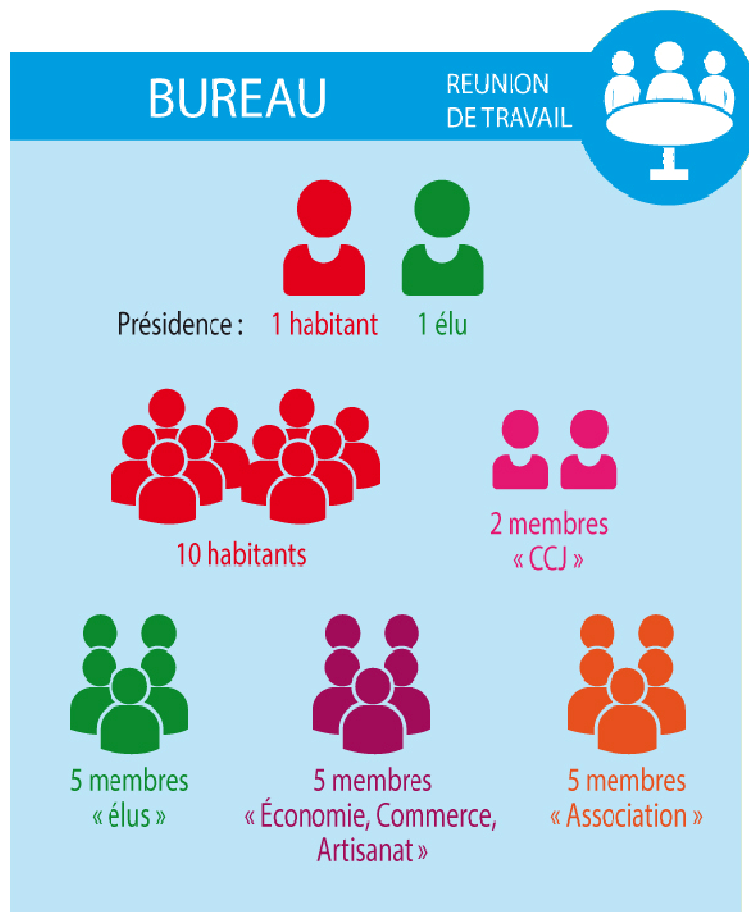 BUREAU
REUNION
DE TRAVAIL
Présidence : 1 habitant 1 élu
10 habitants
2 membres
« CCJ »
5 membres
« élus »
5 membres
« Économie, Commerce,
Artisanat »
5 membres
« Association »